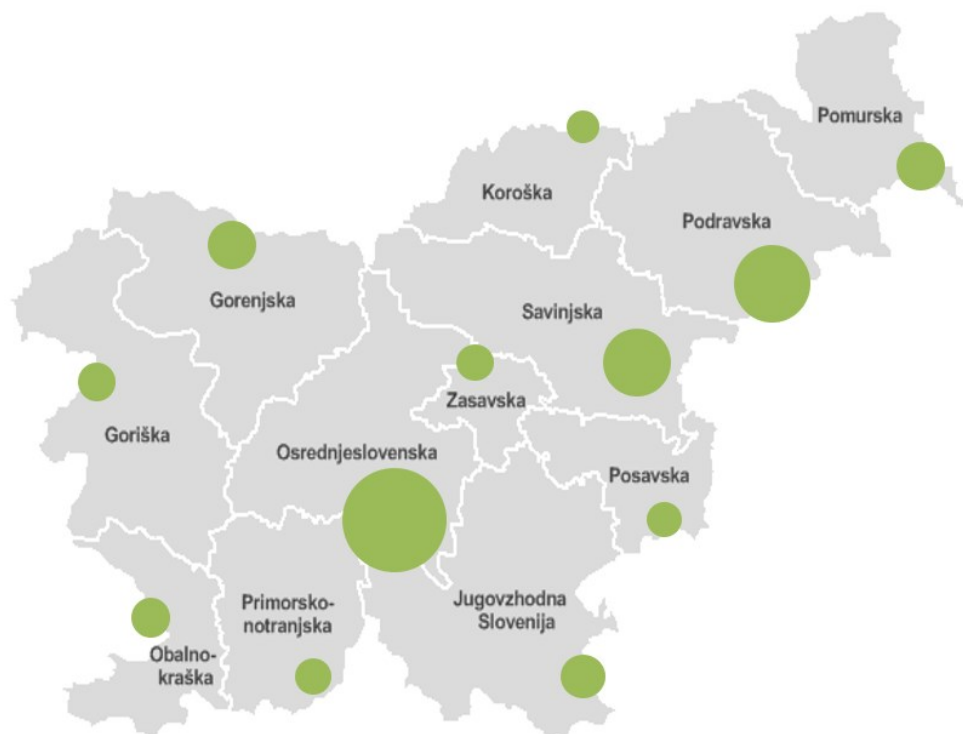 Pomurska
Koroška
Podravska
Gorenjska
Savinjska
Zasavska
Goriška
Osrednjeslovenska
Posavska
Primorsko-
notranjska
Jugovzhodna
Slovenija
Obalno-
kraška